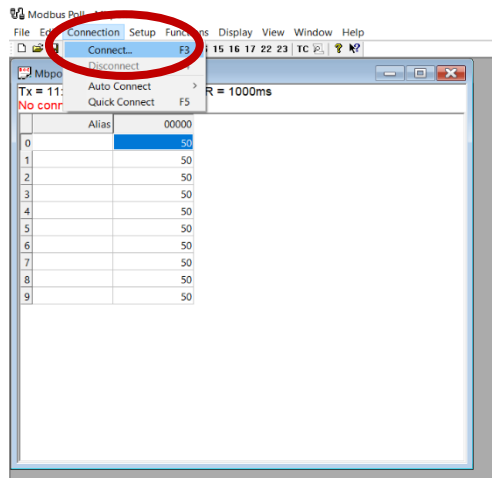 Modbus Poll
File Connection Setup Functions Display View Window Help
15 16 17 22 23 TC
Connect... F3
Disconnect
Auto Connect >
Quick Connect F5
Mbpo
Tx = 11: R = 1000ms
No conn
Alias 00000
0 50
1 50
2 50
3 50
4 50
5 50
6 50
7 50
8 50
9 50